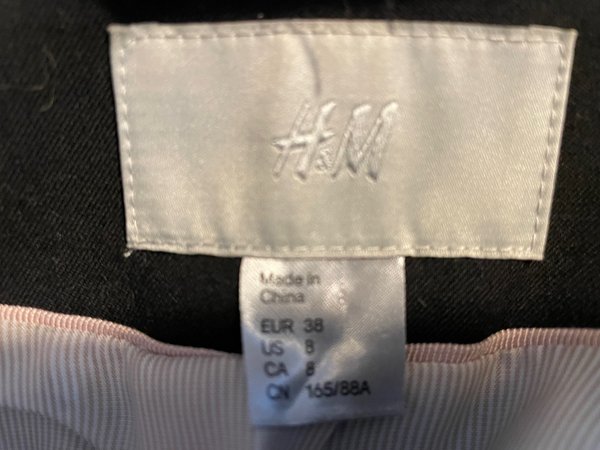 H&M
Made in
China
EUR 38
US 8
CA 8
CN 165/88A